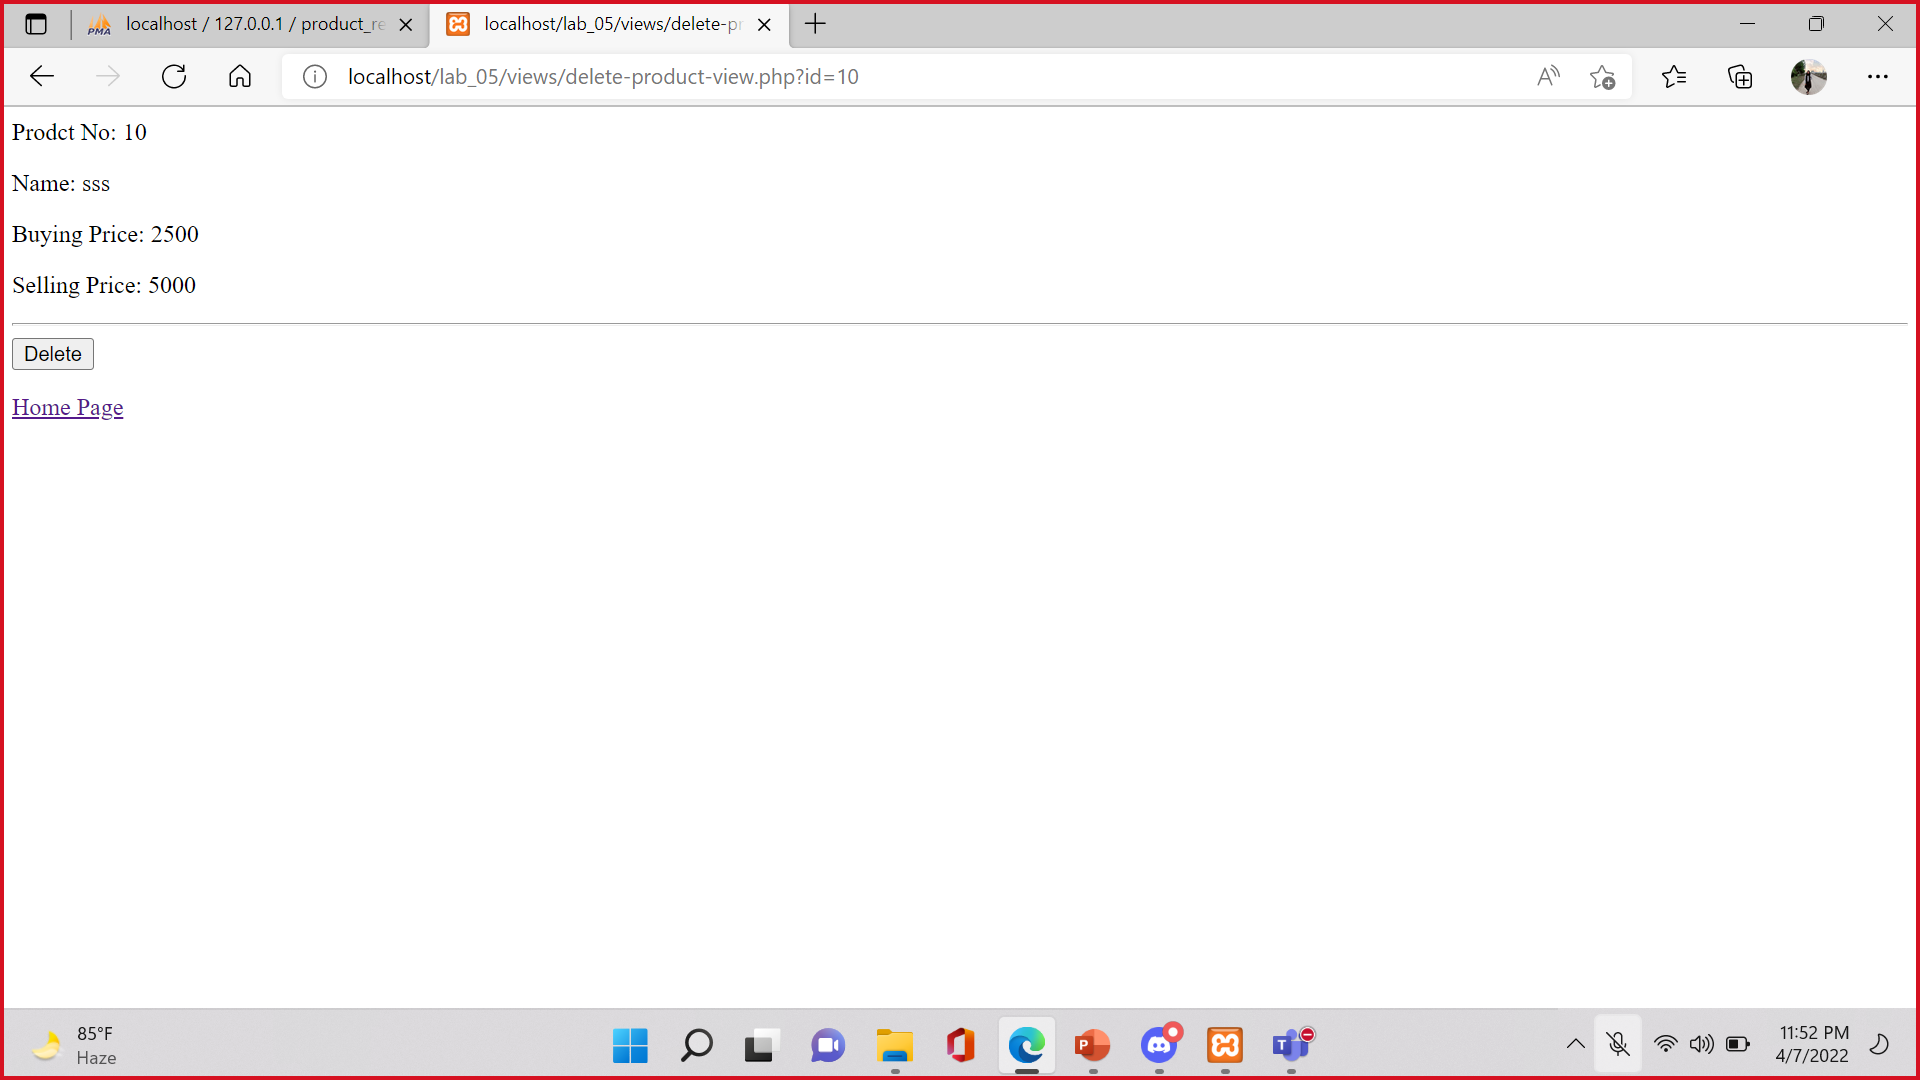 PMA localhost / 127.0.0.1 / product_re
localhost/lab_05/views/delete-pr
localhost/lab_05/views/delete-product-view.php?id=10
Prodct No: 10
Name: sss
Buying Price: 2500
Selling Price: 5000
Delete
Home Page
85°F
Haze
11:52 PM
4/7/2022